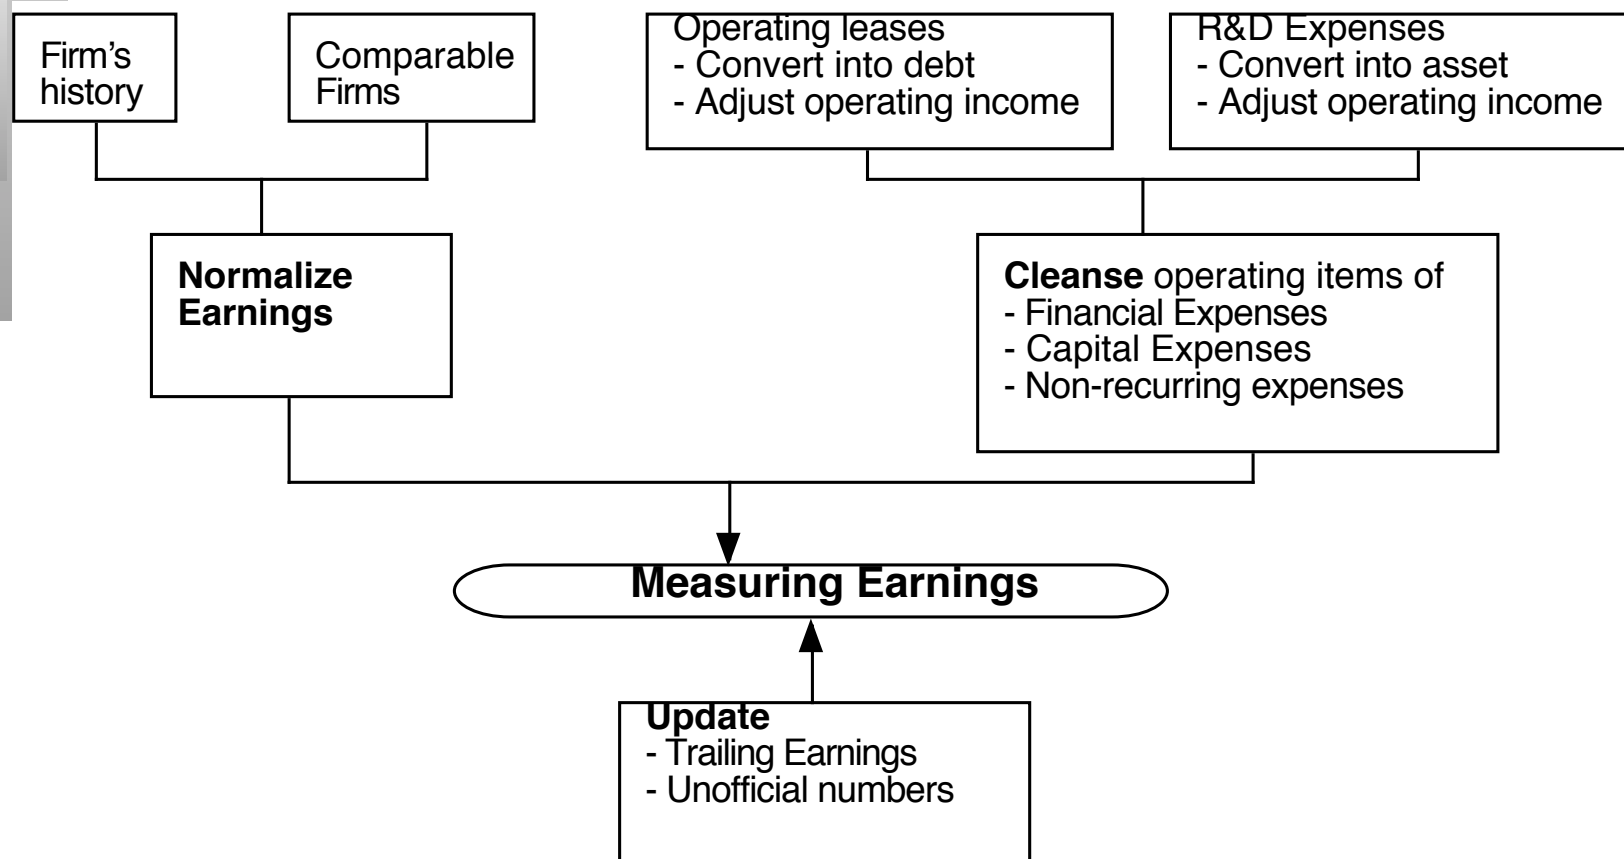 Firm's
history
Comparable
Firms
Operating leases
- Convert into debt
- Adjust operating income
R&D Expenses
- Convert into asset
- Adjust operating income
Normalize
Earnings
Cleanse operating items of
- Financial Expenses
- Capital Expenses
- Non-recurring expenses
Measuring Earnings
Update
- Trailing Earnings
- Unofficial numbers